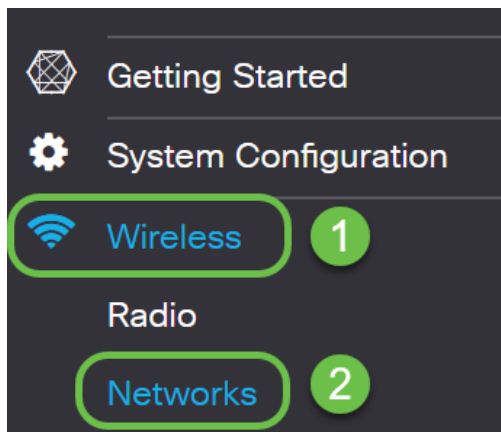 Getting Started
System Configuration
Wireless 1
Radio
Networks 2